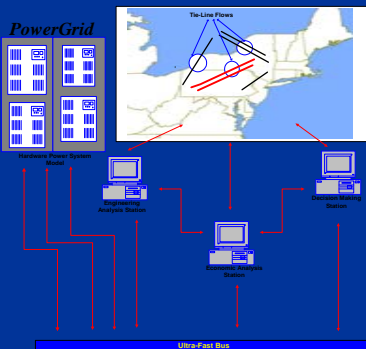 PowerGrid
Tie-Line Flows
Hardware Power System
Model
Engineering
Analysis Station
Decision Making
Station
Economic Analysis
Station
Ultra-Fast Bus